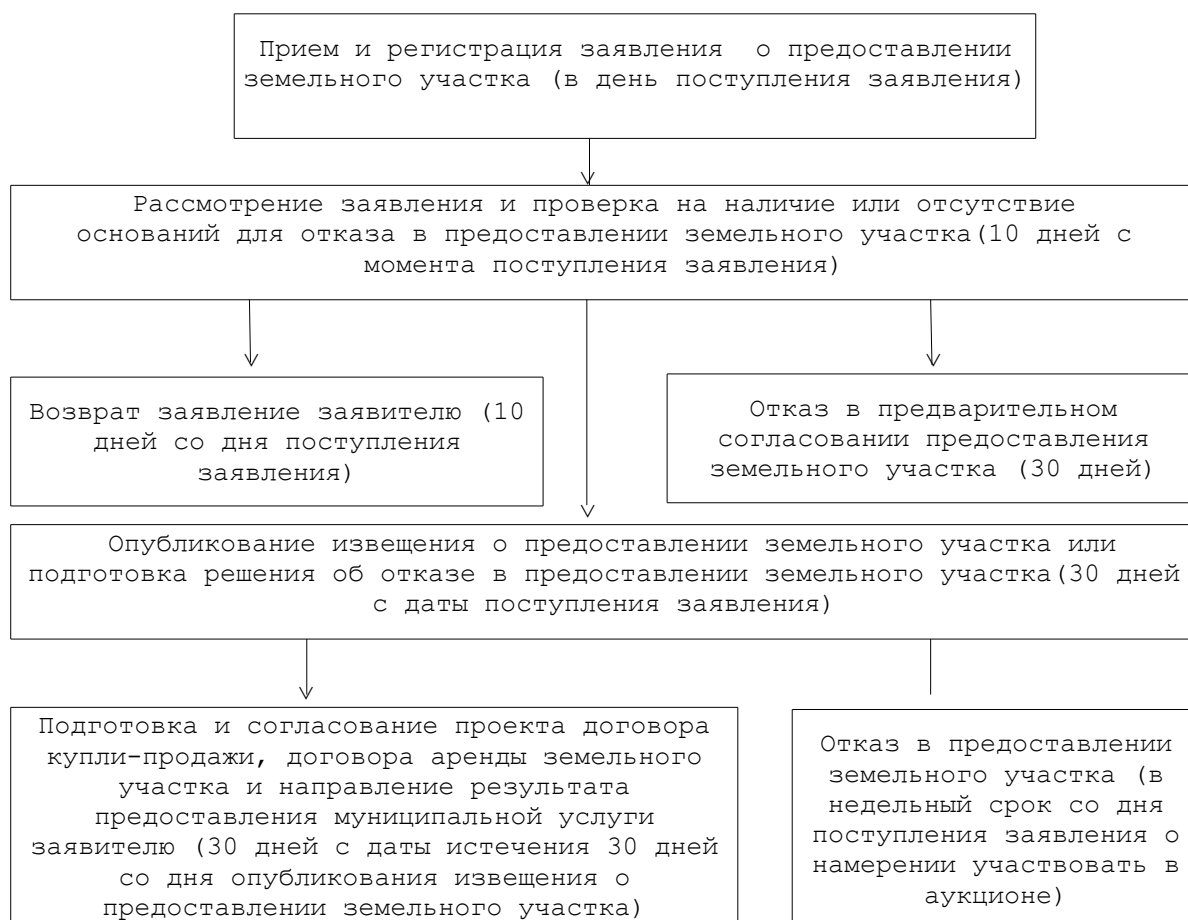 Прием и регистрация заявления  о предоставлении
земельного участка (в день поступления заявления)
Рассмотрение заявления и проверка на наличие или отсутствие
оснований для отказа в предоставлении земельного участка(10 дней с
момента поступления заявления)
Возврат заявление заявителю (10
дней со дня поступления
заявления)
Отказ в предварительном
согласовании предоставления
земельного участка (30 дней)
Опубликование извещения о предоставлении земельного участка или
подготовка решения об отказе в предоставлении земельного участка(30 дней
с даты поступления заявления)
Подготовка и согласование проекта договора
купли-продажи, договора аренды земельного
участка и направление результата
предоставления муниципальной услуги
заявителю (30 дней с даты истечения 30 дней
со дня опубликования извещения о
предоставлении земельного участка)
Отказ в предоставлении
земельного участка (в
недельный срок со дня
поступления заявления о
намерении участвовать в
аукционе)